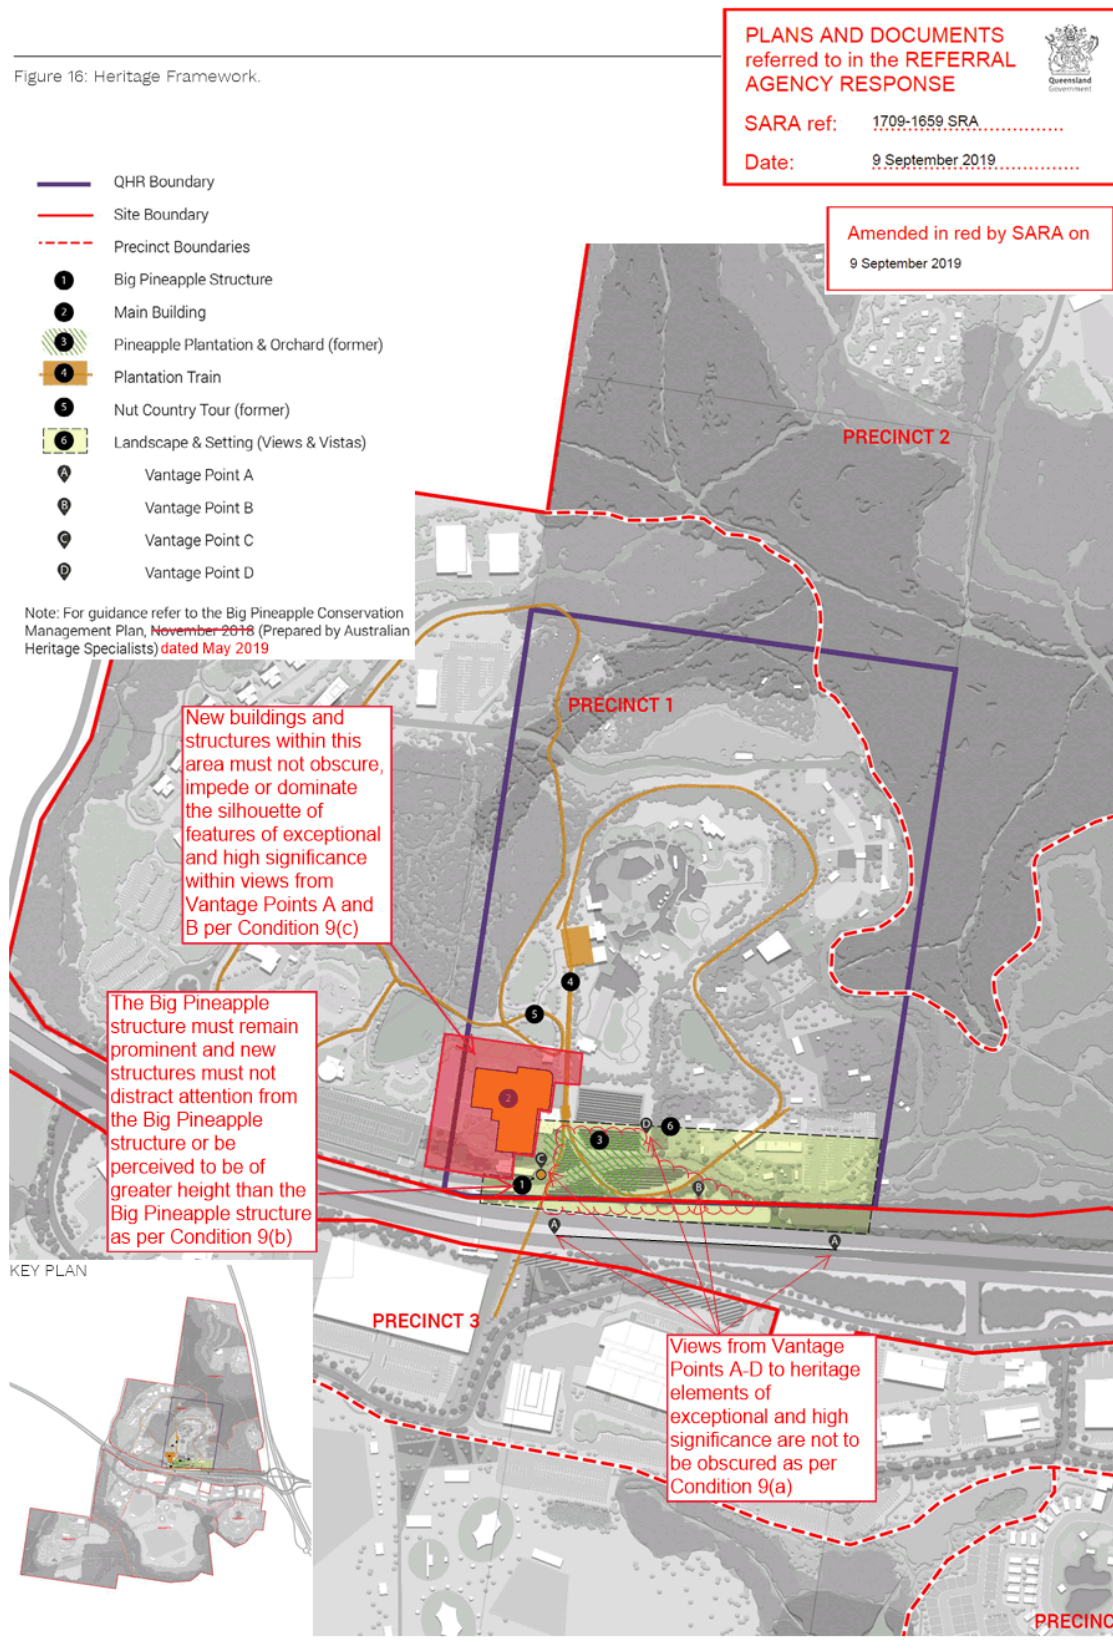 PLANS AND DOCUMENTS
referred to in the REFERRAL
AGENCY RESPONSE
Queensland
Government
SARA ref: 1709-1659 SRA
Date: 9 September 2019
Amended in red by SARA on
9 September 2019
Figure 16: Heritage Framework.
QHR Boundary
Site Boundary
Precinct Boundaries
1 Big Pineapple Structure
2 Main Building
3 Pineapple Plantation & Orchard (former)
4 Plantation Train
5 Nut Country Tour (former)
6 Landscape & Setting (Views & Vistas)
A Vantage Point A
B Vantage Point B
C Vantage Point C
D Vantage Point D
Note: For guidance refer to the Big Pineapple Conservation
Management Plan, November 2018 (Prepared by Australian
Heritage Specialists) dated May 2019
PRECINCT 2
PRECINCT 1
New buildings and
structures within this
area must not obscure,
impede or dominate
the silhouette of
features of exceptional
and high significance
within views from
Vantage Points A and
B per Condition 9(c)
The Big Pineapple
structure must remain
prominent and new
structures must not
distract attention from
the Big Pineapple
structure or be
perceived to be of
greater height than the
Big Pineapple structure
as per Condition 9(b)
4
5
2
D
6
3
C
1
B
A
A
KEY PLAN
PRECINCT 3
Views from Vantage
Points A-D to heritage
elements of
exceptional and high
significance are not to
be obscured as per
Condition 9(a)
PRECINC